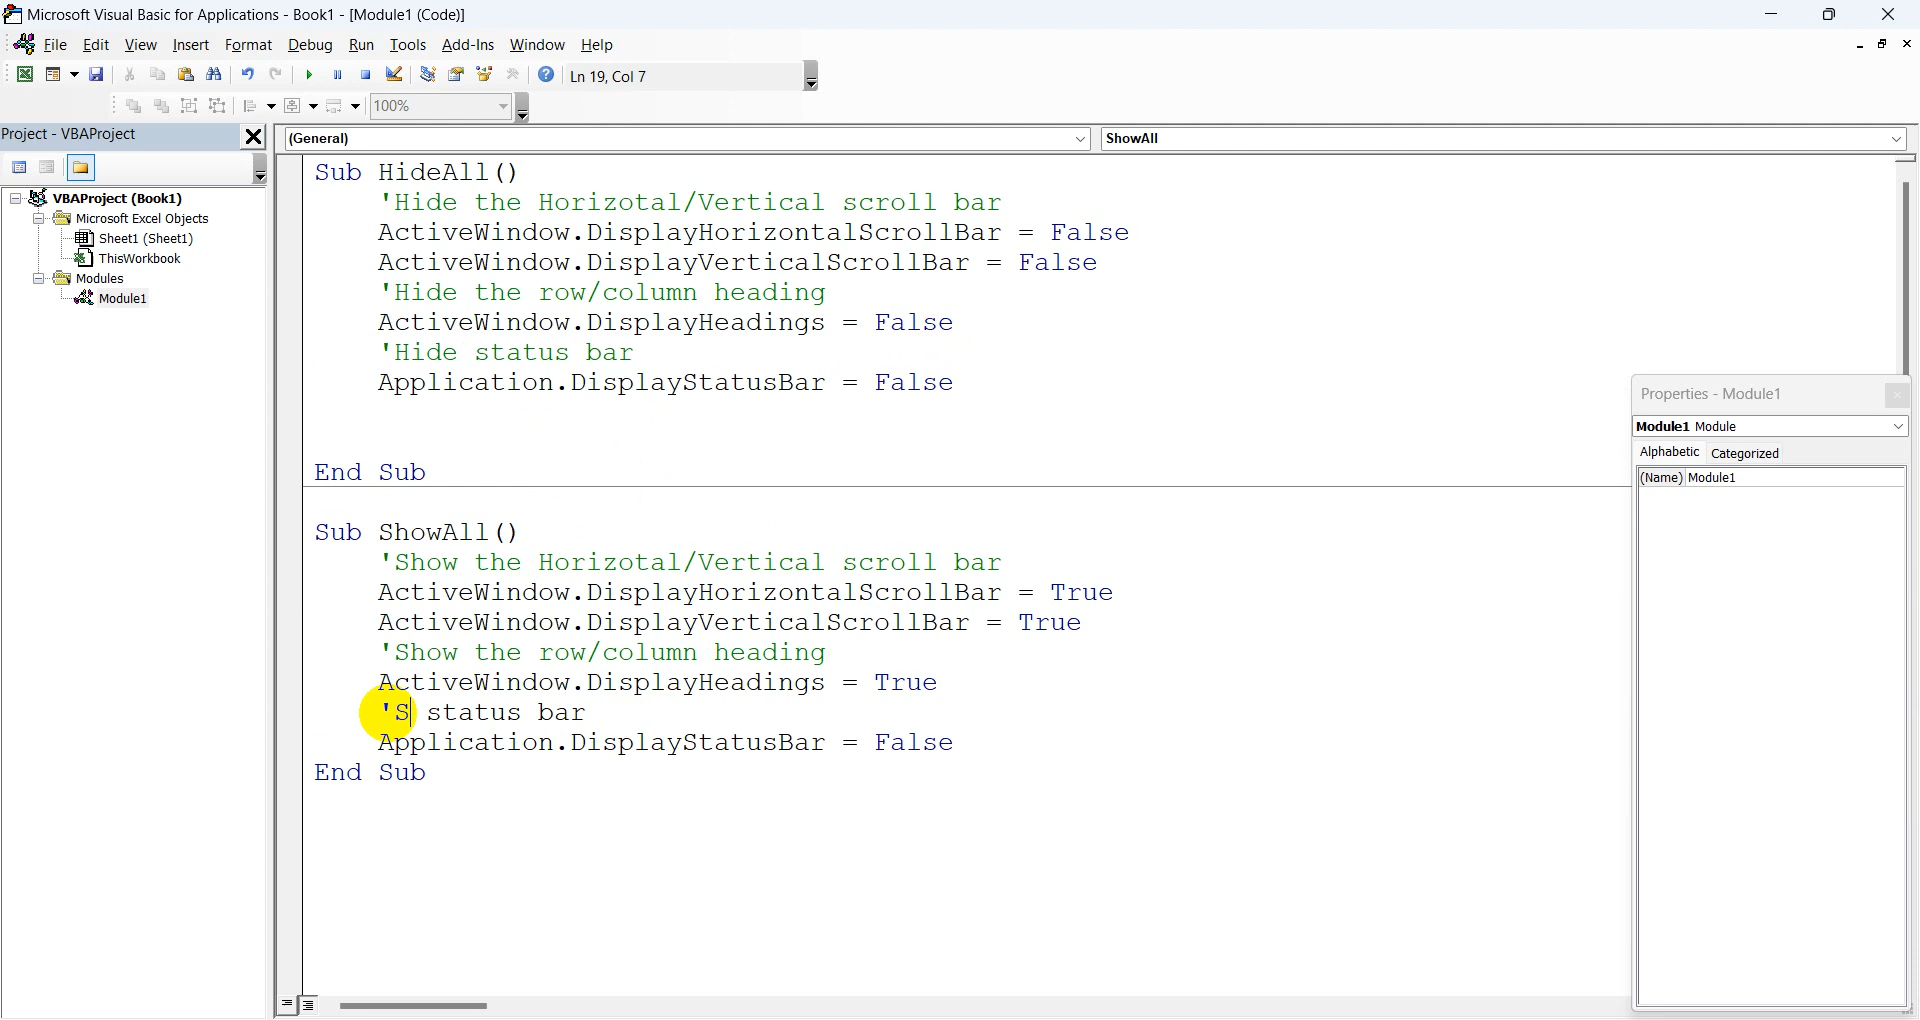 Microsoft Visual Basic for Applications - Book1 - [Module1 (Code)]
File Edit View Insert Format Debug Run Tools Add-Ins Window Help
Ln 19, Col 7
100%
Project - VBAProject
(General) ShowAll
VBAProject (Book1)
Microsoft Excel Objects
Sheet1 (Sheet1)
ThisWorkbook
Modules
Module1
Sub HideAll()
'Hide the Horizotal/Vertical scroll bar
ActiveWindow.DisplayHorizontalScrollBar = False
ActiveWindow.DisplayVerticalScrollBar = False
'Hide the row/column heading
ActiveWindow.DisplayHeadings = False
'Hide status bar
Application.DisplayStatusBar = False
End Sub
Sub ShowAll()
'Show the Horizotal/Vertical scroll bar
ActiveWindow.DisplayHorizontalScrollBar = True
ActiveWindow.DisplayVerticalScrollBar = True
'Show the row/column heading
ActiveWindow.DisplayHeadings = True
'S status bar
Application.DisplayStatusBar = False
End Sub
Properties - Module1
Module1 Module
Alphabetic Categorized
(Name) Module1